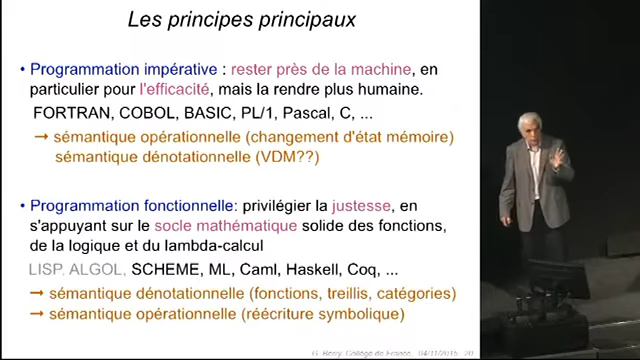 Les principes principaux
• Programmation impérative : rester près de la machine, en
particulier pour l'efficacité, mais la rendre plus humaine.
FORTRAN, COBOL, BASIC, PL/1, Pascal, C, ...
→ sémantique opérationnelle (changement d'état mémoire)
sémantique dénotationnelle (VDM??)
• Programmation fonctionnelle: privilégier la justesse, en
s'appuyant sur le socle mathématique solide des fonctions,
de la logique et du lambda-calcul
LISP. ALGOL, SCHEME, ML, Caml, Haskell, Coq, ...
→ sémantique dénotationnelle (fonctions, treillis, catégories)
→ sémantique opérationnelle (réécriture symbolique)
G. Berry, Collège de France, 04/11/2015 20